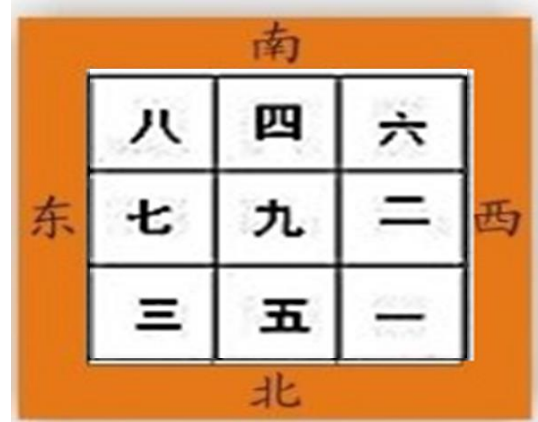 南
八 四 六
东 七 九 二 西
三 五 一
北